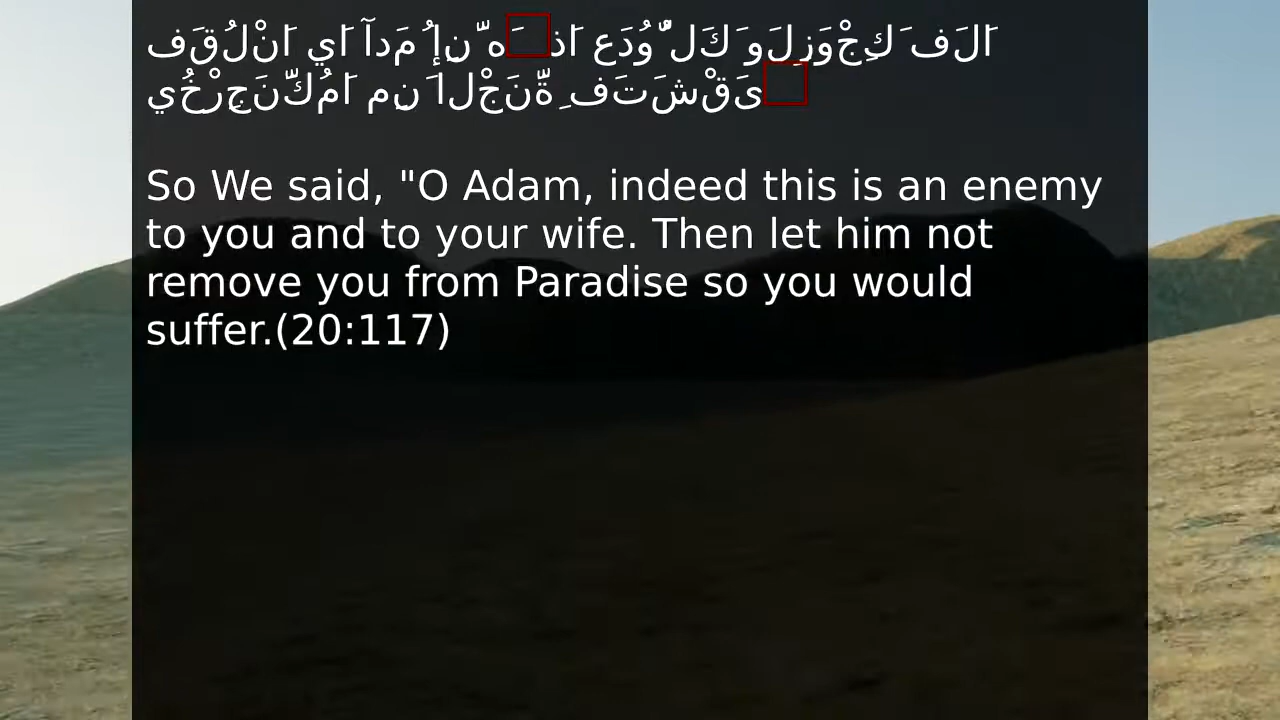 فَقُلْنَا يَا آدَمُ إِنَّ هَٰذَا عَدُوٌّ لَّكَ وَلِزَوْجِكَ فَلَا
يُخْرِجَنَّكُمَا مِنَ الْجَنَّةِ فَتَشْقَىٰ
So We said, "O Adam, indeed this is an enemy
to you and to your wife. Then let him not
remove you from Paradise so you would
suffer.(20:117)